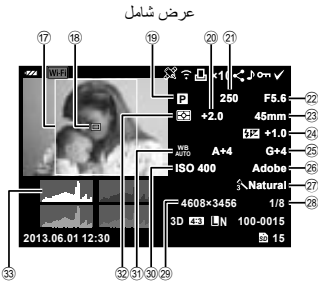 عرض شامل
⑰ ⑱ ⑲ ⑳ ㉑
Wi-Fi ×10
P 250 F5.6 ㉒
+2.0 45mm ㉓
+1.0 ㉔
WB AUTO A+4 G+4 ㉕
ISO 400 Adobe ㉖
Natural ㉗
4608×3456 1/8 ㉘
3D 4:3 LN 100-0015
2013.06.01 12:30 SD 15
㉝ ㉜ ㉛ ㉚ ㉙